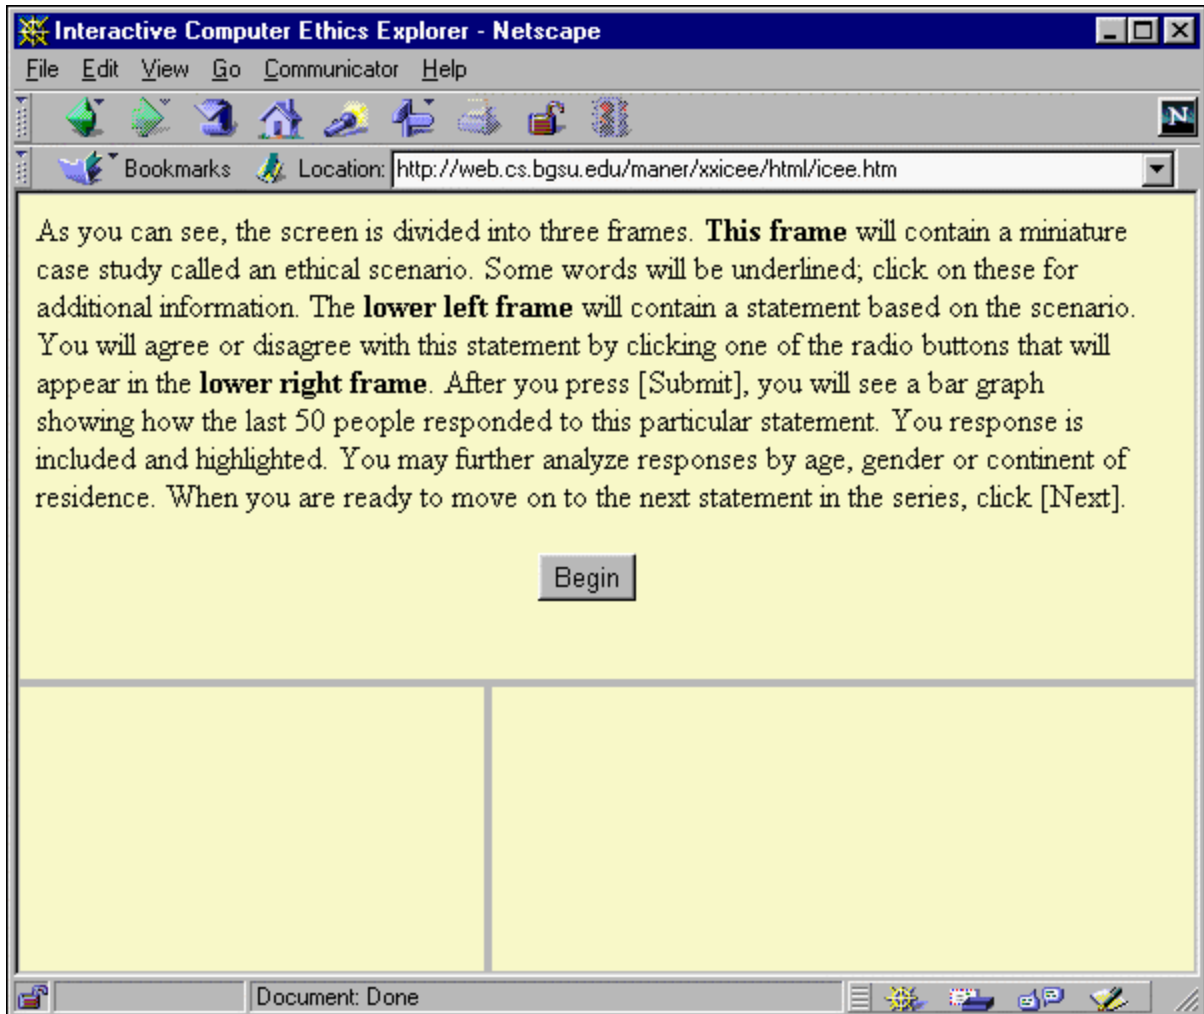 Interactive Computer Ethics Explorer - Netscape
File Edit View Go Communicator Help
N
Bookmarks Location: http://web.cs.bgsu.edu/maner/xxicee/html/icee.htm
As you can see, the screen is divided into three frames. This frame will contain a miniature
case study called an ethical scenario. Some words will be underlined; click on these for
additional information. The lower left frame will contain a statement based on the scenario.
You will agree or disagree with this statement by clicking one of the radio buttons that will
appear in the lower right frame. After you press [Submit], you will see a bar graph
showing how the last 50 people responded to this particular statement. You response is
included and highlighted. You may further analyze responses by age, gender or continent of
residence. When you are ready to move on to the next statement in the series, click [Next].
Begin
Document: Done